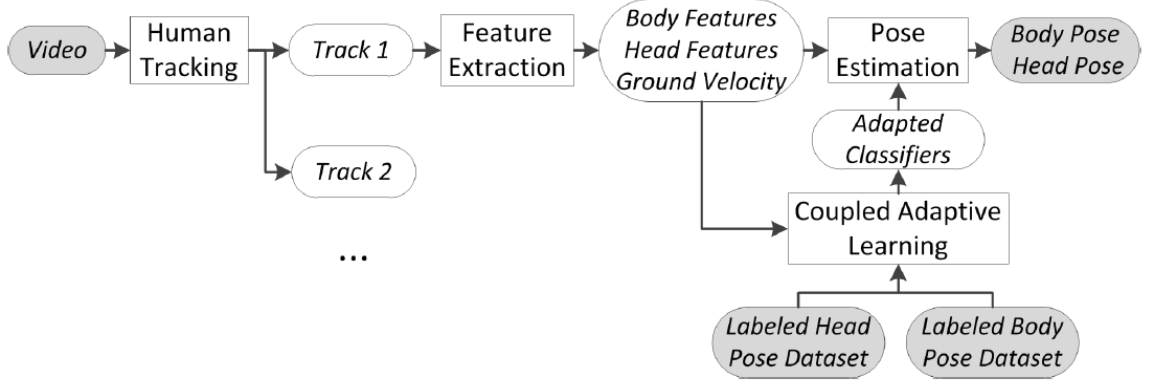 Video
Human
Tracking
Track 1
Feature
Extraction
Body Features
Head Features
Ground Velocity
Pose
Estimation
Body Pose
Head Pose
Track 2
...
Adapted
Classifiers
Coupled Adaptive
Learning
Labeled Head
Pose Dataset
Labeled Body
Pose Dataset